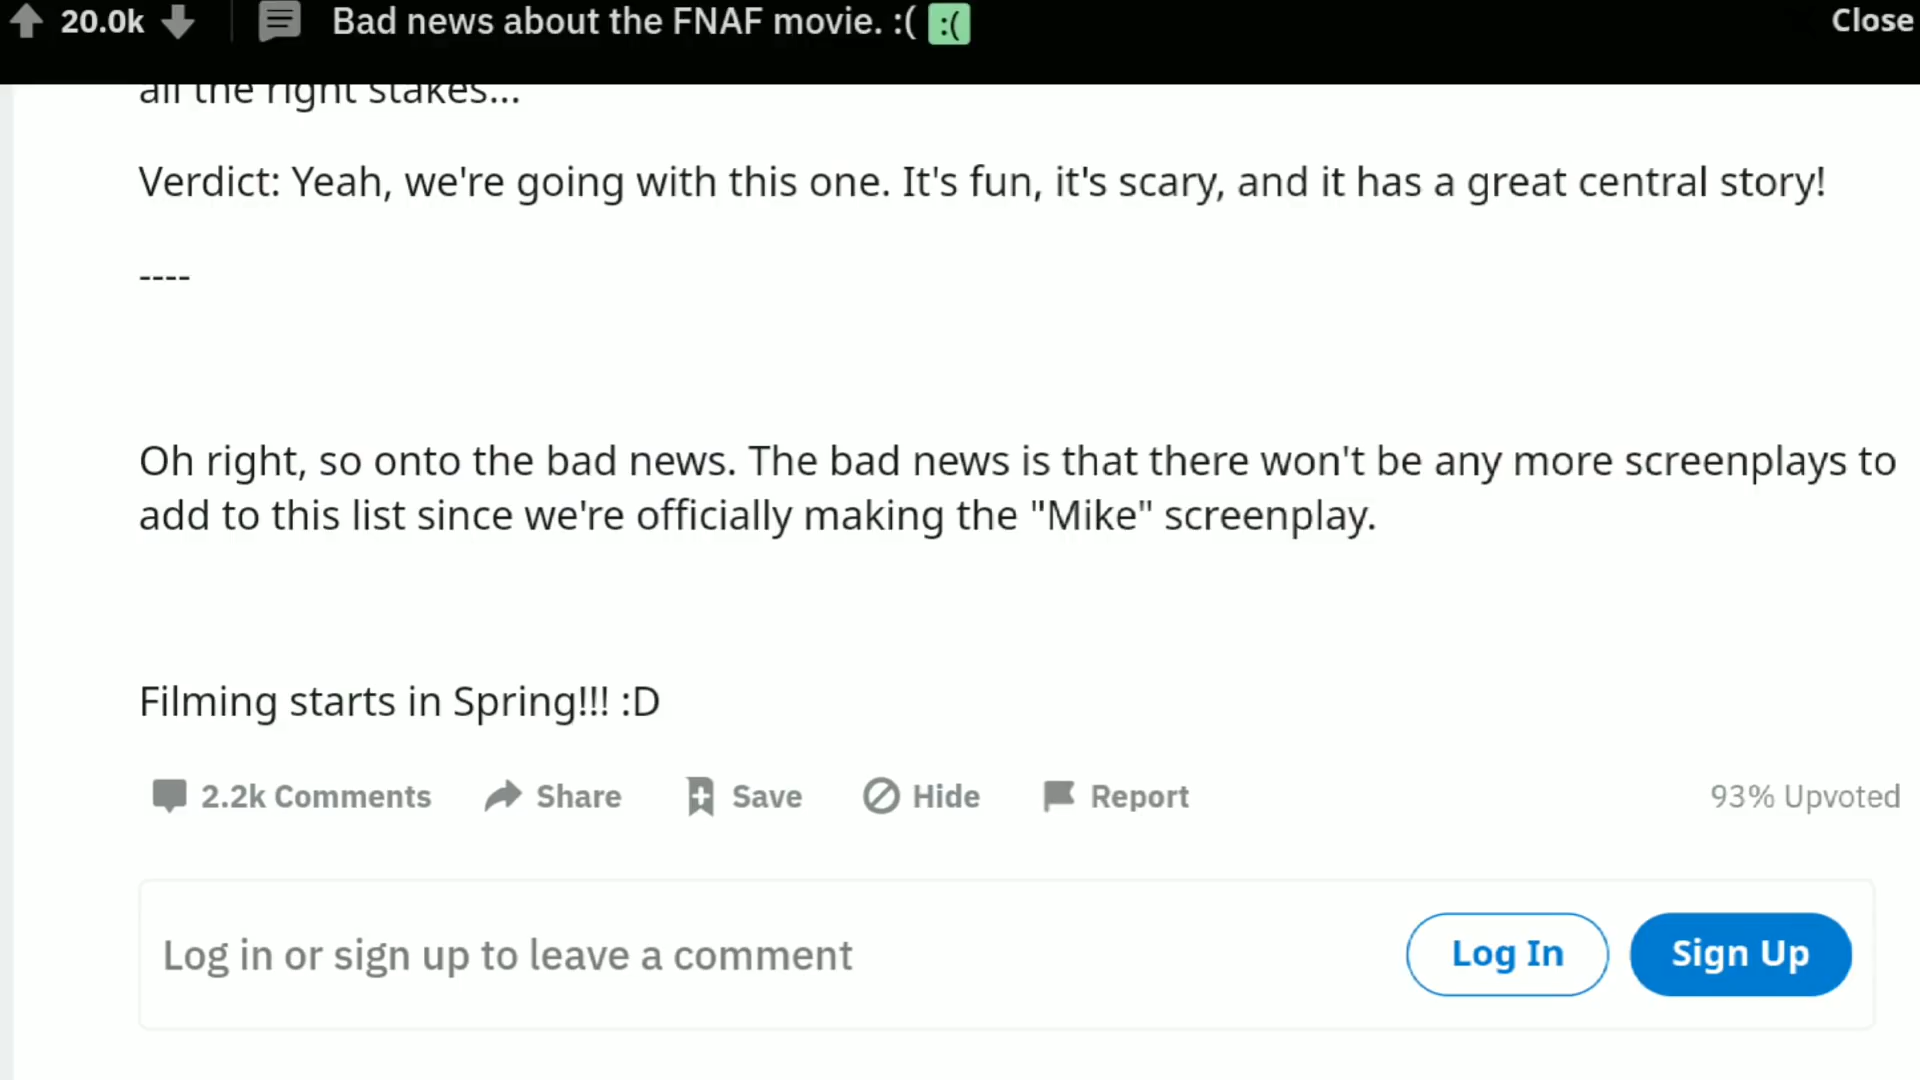 20.0k Bad news about the FNAF movie. :( :( Close
all the right stakes...
Verdict: Yeah, we're going with this one. It's fun, it's scary, and it has a great central story!
----
Oh right, so onto the bad news. The bad news is that there won't be any more screenplays to
add to this list since we're officially making the "Mike" screenplay.
Filming starts in Spring!!! :D
2.2k Comments Share Save Hide Report 93% Upvoted
Log in or sign up to leave a comment Log In Sign Up